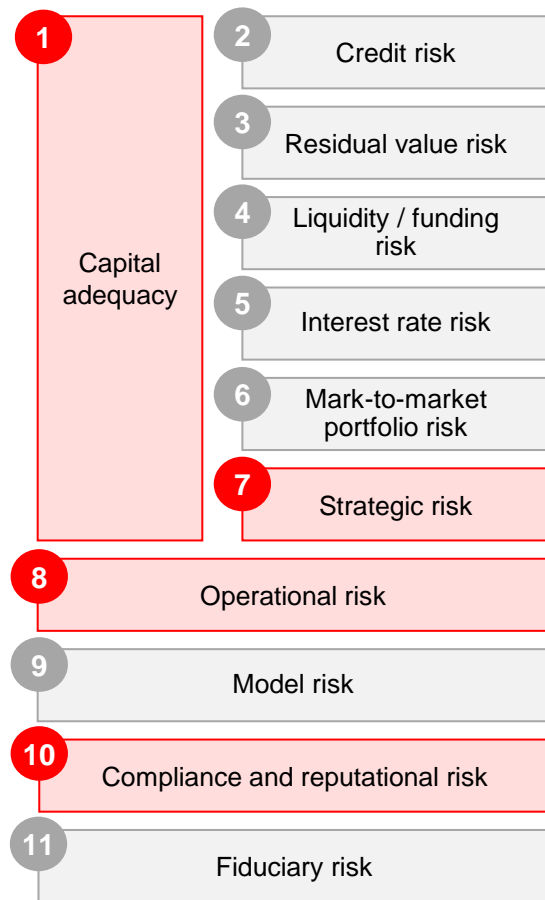 1
Capital
adequacy
2
Credit risk
3
Residual value risk
4
Liquidity / funding
risk
5
Interest rate risk
6
Mark-to-market
portfolio risk
7
Strategic risk
8
Operational risk
9
Model risk
10
Compliance and reputational risk
11
Fiduciary risk